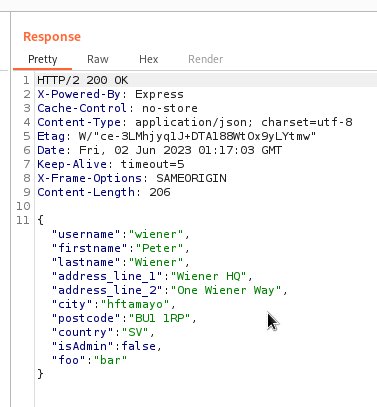 Response
Pretty Raw Hex Render
1 HTTP/2 200 OK
2 X-Powered-By: Express
3 Cache-Control: no-store
4 Content-Type: application/json; charset=utf-8
5 Etag: W/"ce-3LMhjyq1J+DTA188WtOx9yLYtmw"
6 Date: Fri, 02 Jun 2023 01:17:03 GMT
7 Keep-Alive: timeout=5
8 X-Frame-Options: SAMEORIGIN
9 Content-Length: 206
10
11 {
"username":"wiener",
"firstname":"Peter",
"lastname":"Wiener",
"address_line_1":"Wiener HQ",
"address_line_2":"One Wiener Way",
"city":"hftamayo",
"postcode":"BU1 1RP",
"country":"SV",
"isAdmin":false,
"foo":"bar"
}